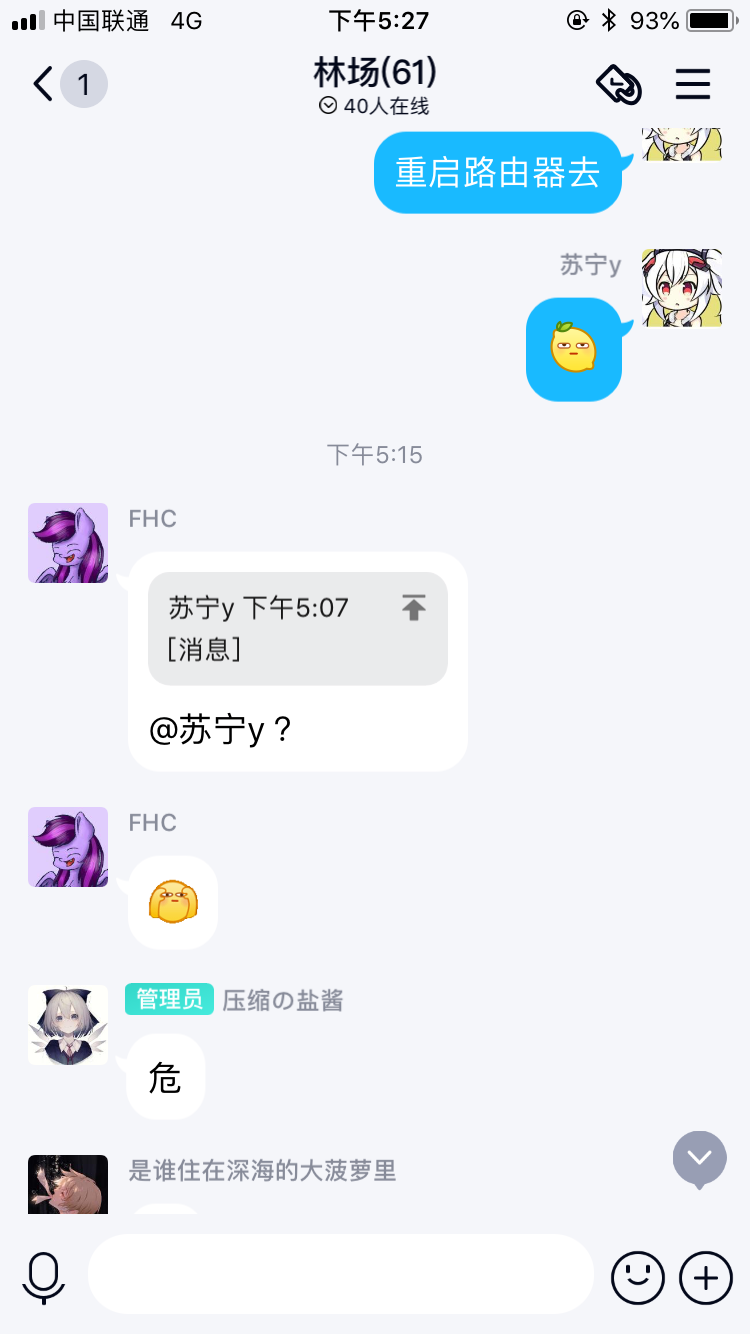 中国联通 4G 下午5:27 93%
1
林场(61)
40人在线
重启路由器去
苏宁y
下午5:15
FHC
苏宁y 下午5:07
[消息]
@苏宁y ?
FHC
管理员 压缩の盐酱
危
是谁住在深海的大菠萝里